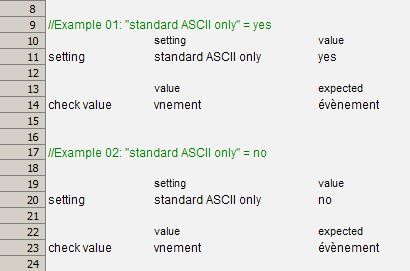 8
9 //Example 01: "standard ASCII only" = yes
10 setting value
11 setting standard ASCII only yes
12
13 value expected
14 check value vnement évènement
15
16
17 //Example 02: "standard ASCII only" = no
18
19 setting value
20 setting standard ASCII only no
21
22 value expected
23 check value vnement évènement
24